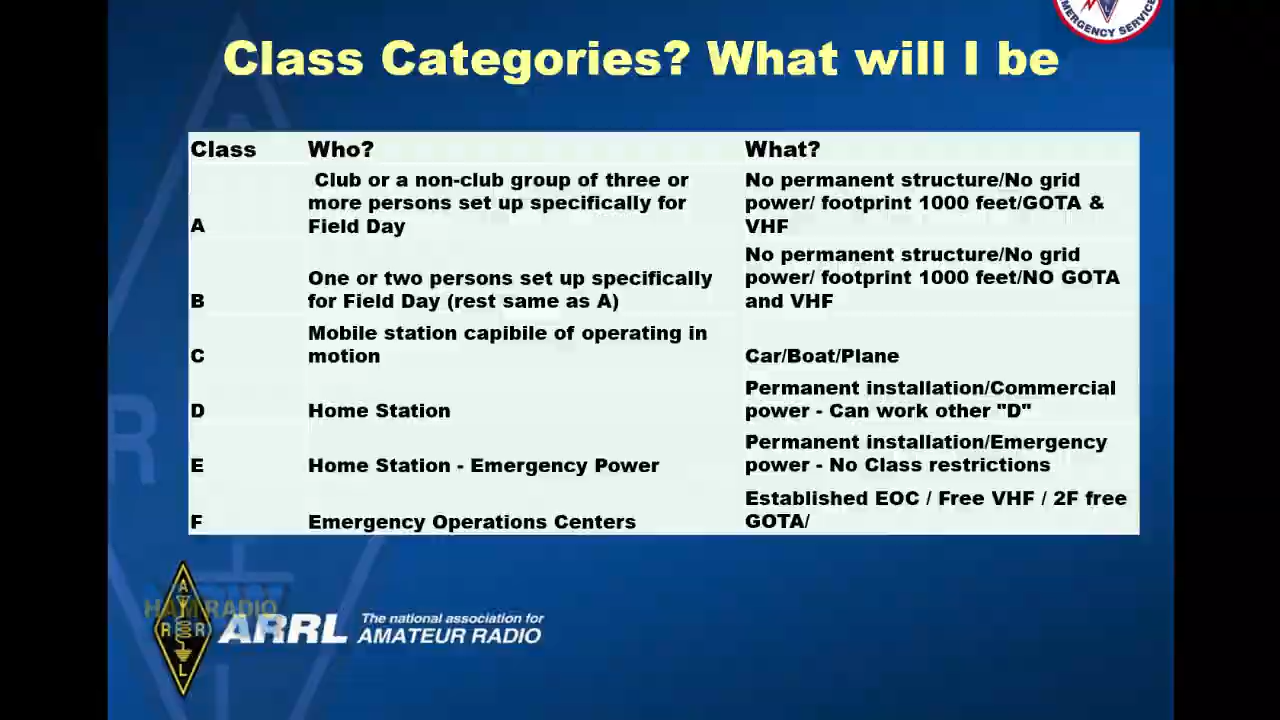 ERGENCY SERVICE
Class Categories? What will I be
Class Who? What?
Club or a non-club group of three or
more persons set up specifically for
Field Day
No permanent structure/No grid
power/ footprint 1000 feet/GOTA &
VHF
A
One or two persons set up specifically
for Field Day (rest same as A)
No permanent structure/No grid
power/ footprint 1000 feet/NO GOTA
and VHF
B
Mobile station capibile of operating in
motion
C
Car/Boat/Plane
D
Home Station
Permanent installation/Commercial
power - Can work other "D"
E
Home Station - Emergency Power
Permanent installation/Emergency
power - No Class restrictions
F
Emergency Operations Centers
Established EOC / Free VHF / 2F free
GOTA/
HAM RADIO
A
R R
L
ARRL
The national association for
AMATEUR RADIO
R